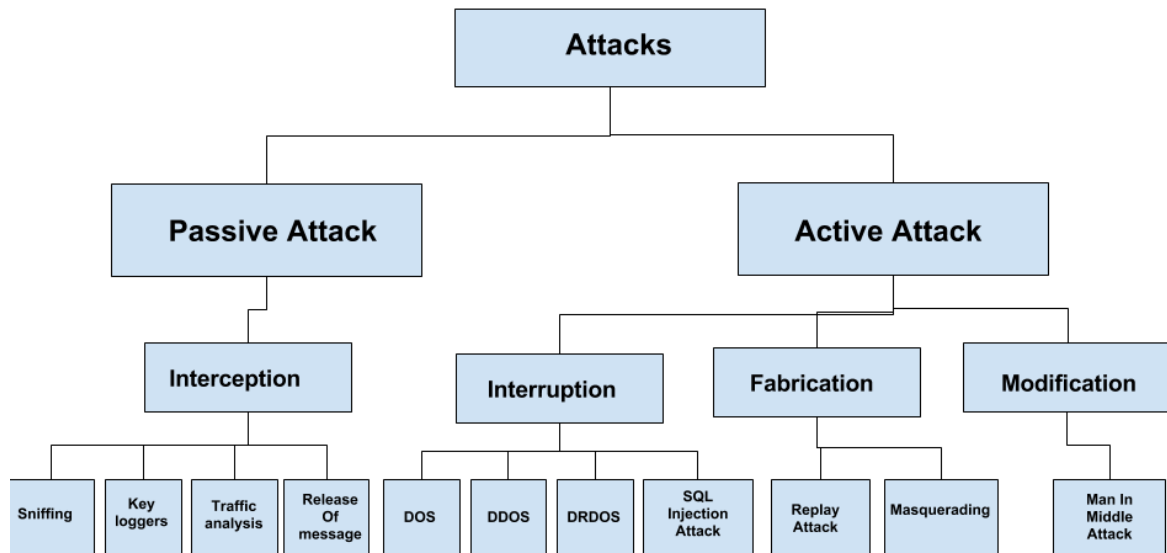 Attacks
Passive Attack
Active Attack
Interception
Interruption
Fabrication
Modification
Sniffing
Key
loggers
Traffic
analysis
Release
Of
message
DOS
DDOS
DRDOS
SQL
Injection
Attack
Replay
Attack
Masquerading
Man In
Middle
Attack